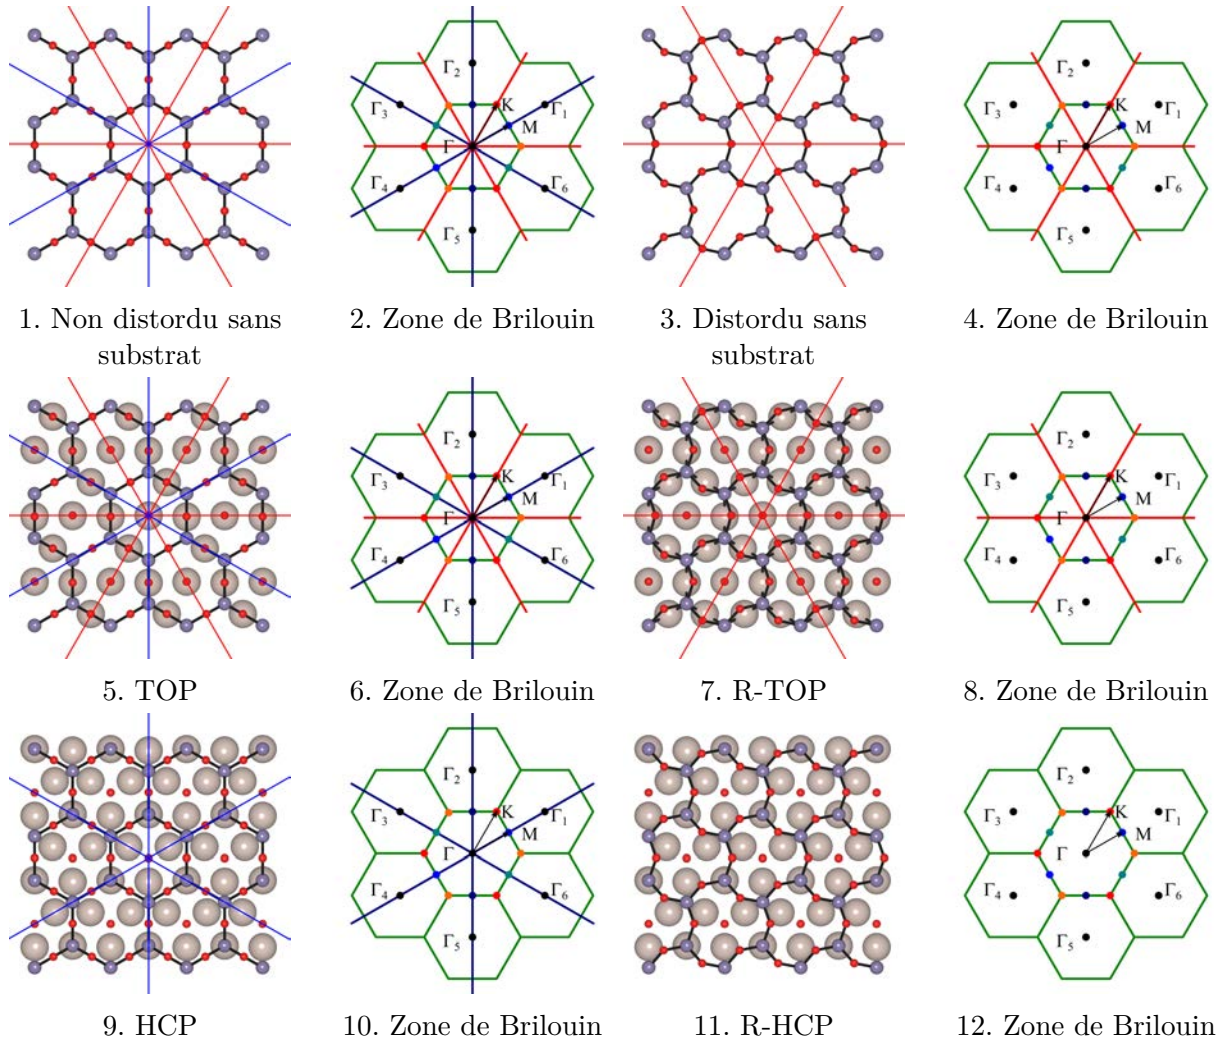 Γ₂
Γ₃
K
Γ₁
M
Γ
Γ₄
Γ₆
Γ₅
Γ₂
Γ₃
K
Γ₁
M
Γ
Γ₄
Γ₆
Γ₅
1. Non distordu sans
substrat
2. Zone de Brilouin
3. Distordu sans
substrat
4. Zone de Brilouin
Γ₂
Γ₃
K
Γ₁
M
Γ
Γ₄
Γ₆
Γ₅
Γ₂
Γ₃
K
Γ₁
M
Γ
Γ₄
Γ₆
Γ₅
5. TOP
6. Zone de Brilouin
7. R-TOP
8. Zone de Brilouin
Γ₂
Γ₃
K
Γ₁
M
Γ
Γ₄
Γ₆
Γ₅
Γ₂
Γ₃
K
Γ₁
M
Γ
Γ₄
Γ₆
Γ₅
9. HCP
10. Zone de Brilouin
11. R-HCP
12. Zone de Brilouin